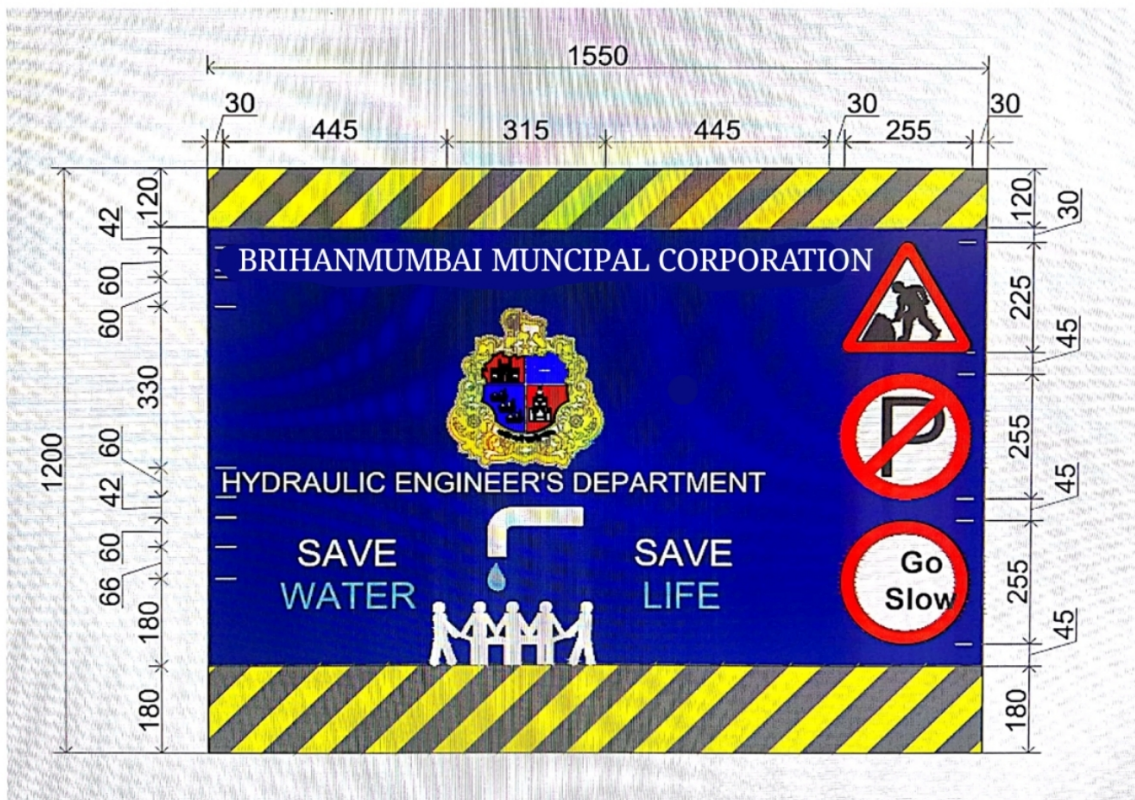 1550
30 445 315 445 30 255 30
120 120 30
42
BRIHANMUMBAI MUNCIPAL CORPORATION
60
60
225
45
330
P
255
1200
60
HYDRAULIC ENGINEER'S DEPARTMENT
42
45
60
SAVE SAVE
Go
66
WATER LIFE
Slow
255
180
45
180 180